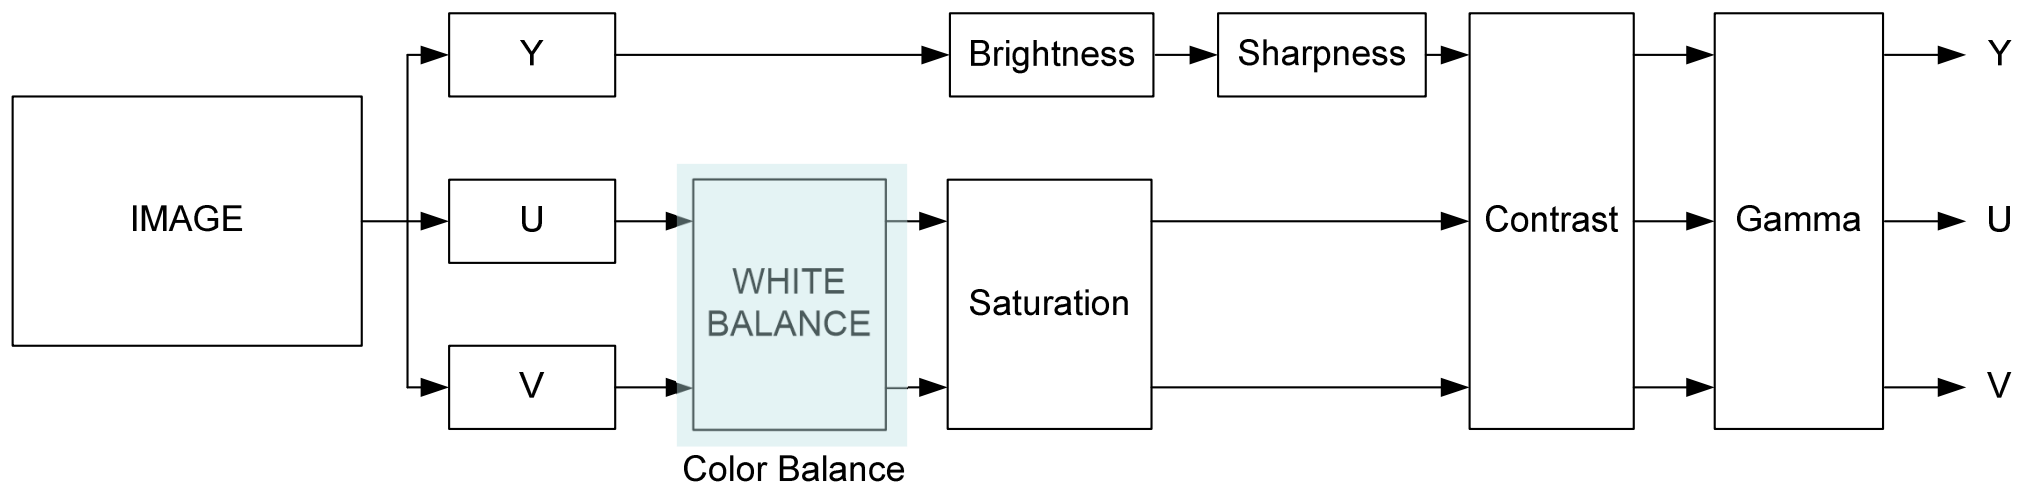 Y
Brightness
Sharpness
Y
IMAGE
U
WHITE
BALANCE
Saturation
Contrast
Gamma
U
V
V
Color Balance